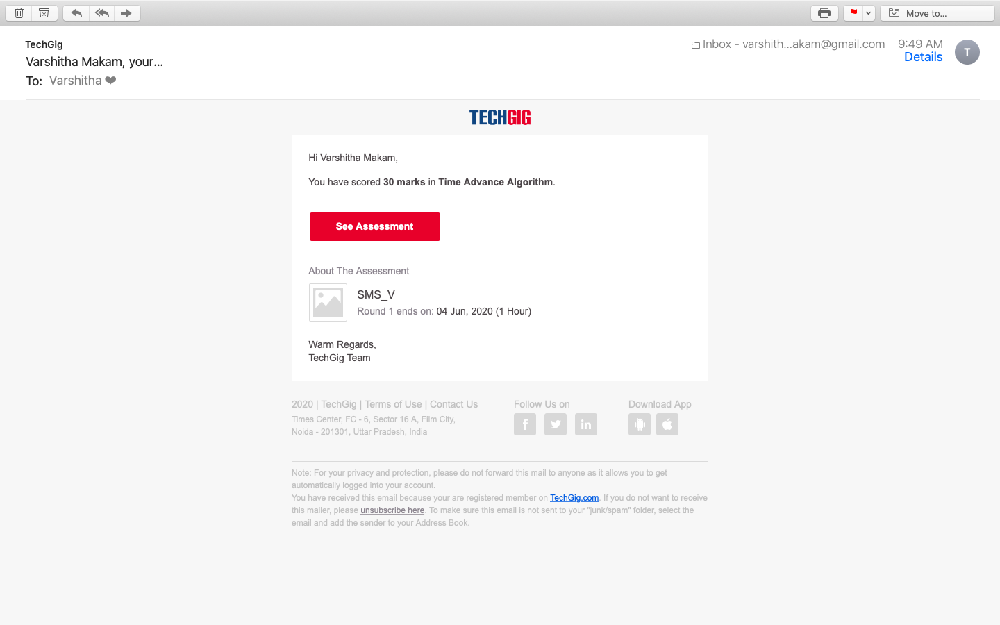 Move to...
TechGig
Inbox - varshith...akam@gmail.com 9:49 AM
Varshitha Makam, your...
Details
T
To: Varshitha ❤
TECHGIG
Hi Varshitha Makam,
You have scored 30 marks in Time Advance Algorithm.
See Assessment
About The Assessment
SMS_V
Round 1 ends on: 04 Jun, 2020 (1 Hour)
Warm Regards,
TechGig Team
2020 | TechGig | Terms of Use | Contact Us
Times Center, FC - 6, Sector 16 A, Film City,
Noida - 201301, Uttar Pradesh, India
Follow Us on
Download App
Note: For your privacy and protection, please do not forward this mail to anyone as it allows you to get
automatically logged into your account.
You have received this email because your are registered member on TechGig.com. If you do not want to receive
this mailer, please unsubscribe here. To make sure this email is not sent to your "junk/spam" folder, select the
email and add the sender to your Address Book.